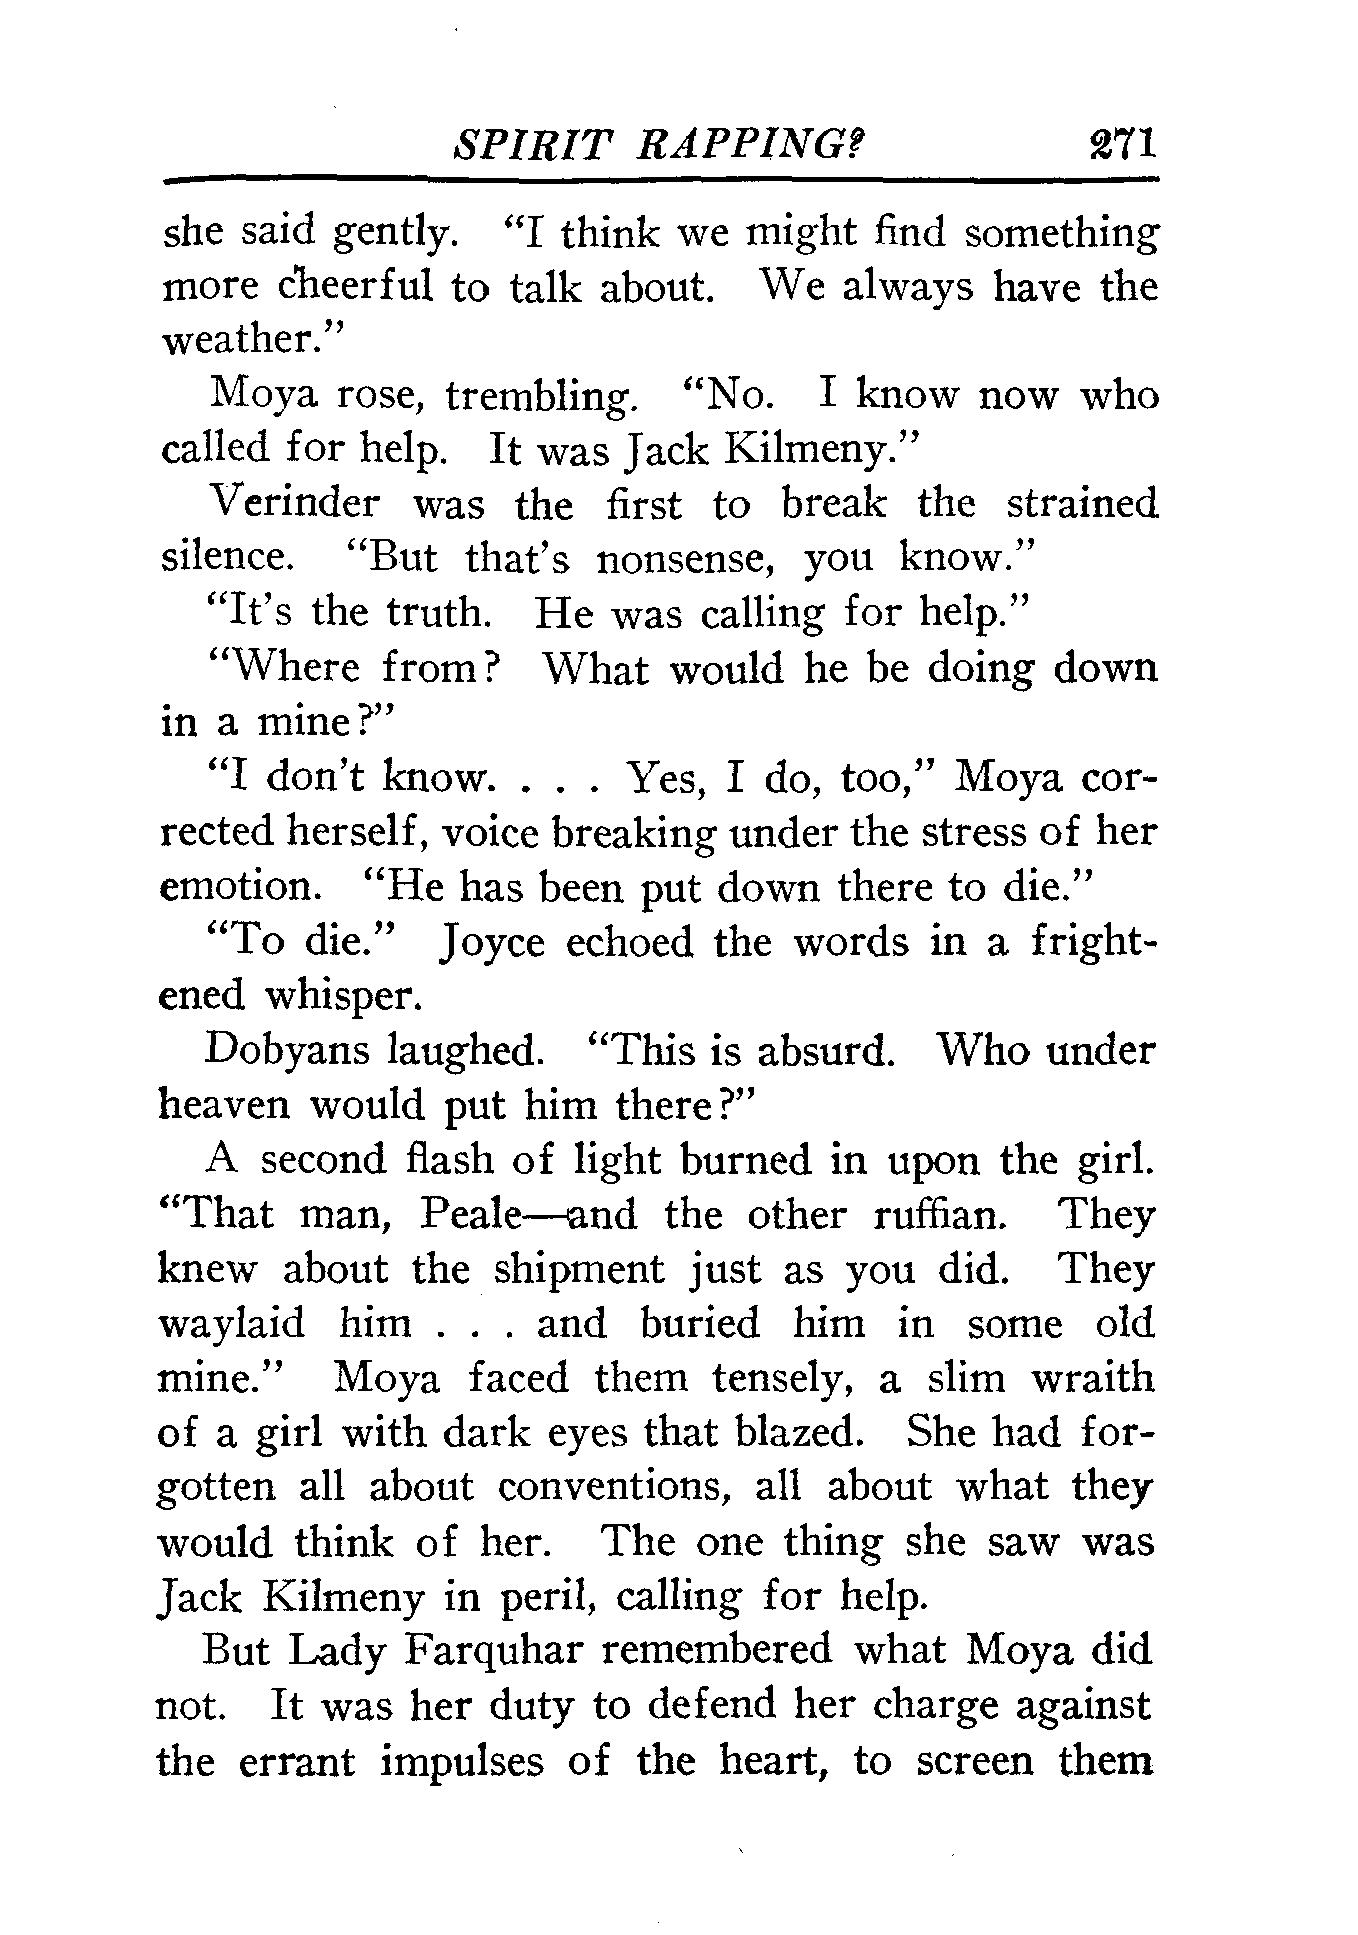 SPIRIT RAPPING? 271
she said gently. "I think we might find something
more cheerful to talk about. We always have the
weather."
Moya rose, trembling. "No. I know now who
called for help. It was Jack Kilmeny."
Verinder was the first to break the strained
silence. "But that's nonsense, you know."
"It's the truth. He was calling for help."
"Where from? What would he be doing down
in a mine?"
"I don't know. . . . Yes, I do, too," Moya cor-
rected herself, voice breaking under the stress of her
emotion. "He has been put down there to die."
"To die." Joyce echoed the words in a fright-
ened whisper.
Dobyans laughed. "This is absurd. Who under
heaven would put him there?"
A second flash of light burned in upon the girl.
"That man, Peale—and the other ruffian. They
knew about the shipment just as you did. They
waylaid him . . . and buried him in some old
mine." Moya faced them tensely, a slim wraith
of a girl with dark eyes that blazed. She had for-
gotten all about conventions, all about what they
would think of her. The one thing she saw was
Jack Kilmeny in peril, calling for help.
But Lady Farquhar remembered what Moya did
not. It was her duty to defend her charge against
the errant impulses of the heart, to screen them